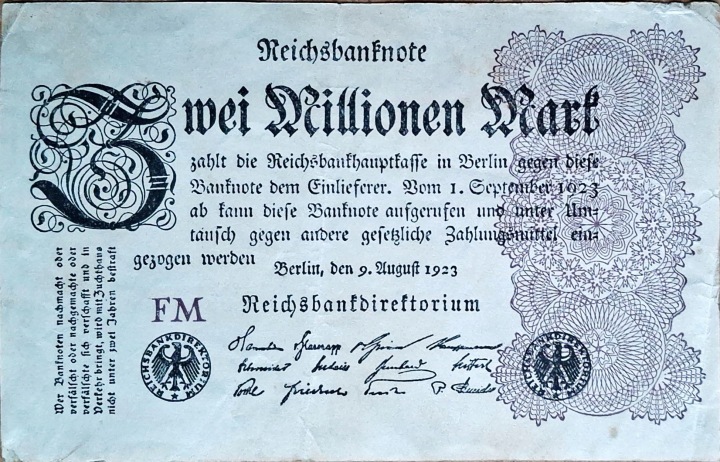 Reichsbanknote
Zwei Millionen Mark
zahlt die Reichsbankhauptkasse in Berlin gegen diese
Banknote dem Einlieferer. Vom 1. September 1923
ab kann diese Banknote aufgerufen und unter Um-
tausch gegen andere gesetzliche Zahlungsmittel ein-
gezogen werden
Berlin, den 9. August 1923
Reichsbankdirektorium
FM
Wer Banknoten nachmacht oder
verfälscht oder nachgemachte oder
verfälschte sich verschafft und in
Verkehr bringt, wird mit Zuchthaus
nicht unter zwei Jahren bestraft
REICHSBANKDIREKTORIUM
REICHSBANKDIREKTORIUM